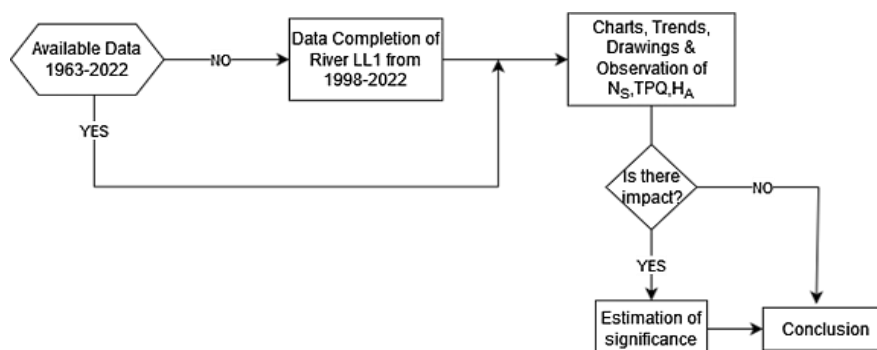 Available Data
1963-2022
NO
Data Completion of
River LL1 from
1998-2022
Charts, Trends,
Drawings &
Observation of
NS,TPQ,HA
YES
Is there
impact?
NO
YES
Estimation of
significance
Conclusion